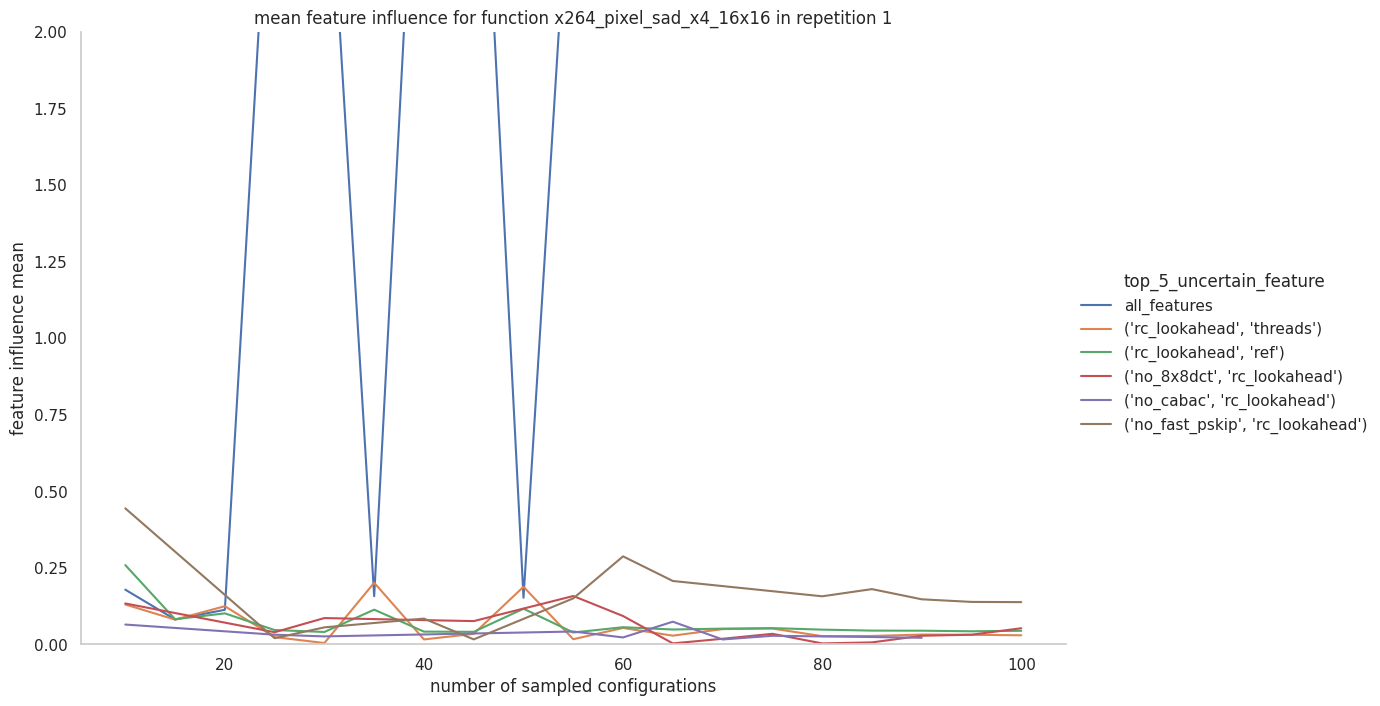 mean feature influence for function x264_pixel_sad_x4_16x16 in repetition 1
2.00
1.75
1.50
1.25
1.00
0.75
0.50
0.25
0.00
feature influence mean
20
40
60
80
100
number of sampled configurations
top_5_uncertain_feature
all_features
('rc_lookahead', 'threads')
('rc_lookahead', 'ref')
('no_8x8dct', 'rc_lookahead')
('no_cabac', 'rc_lookahead')
('no_fast_pskip', 'rc_lookahead')